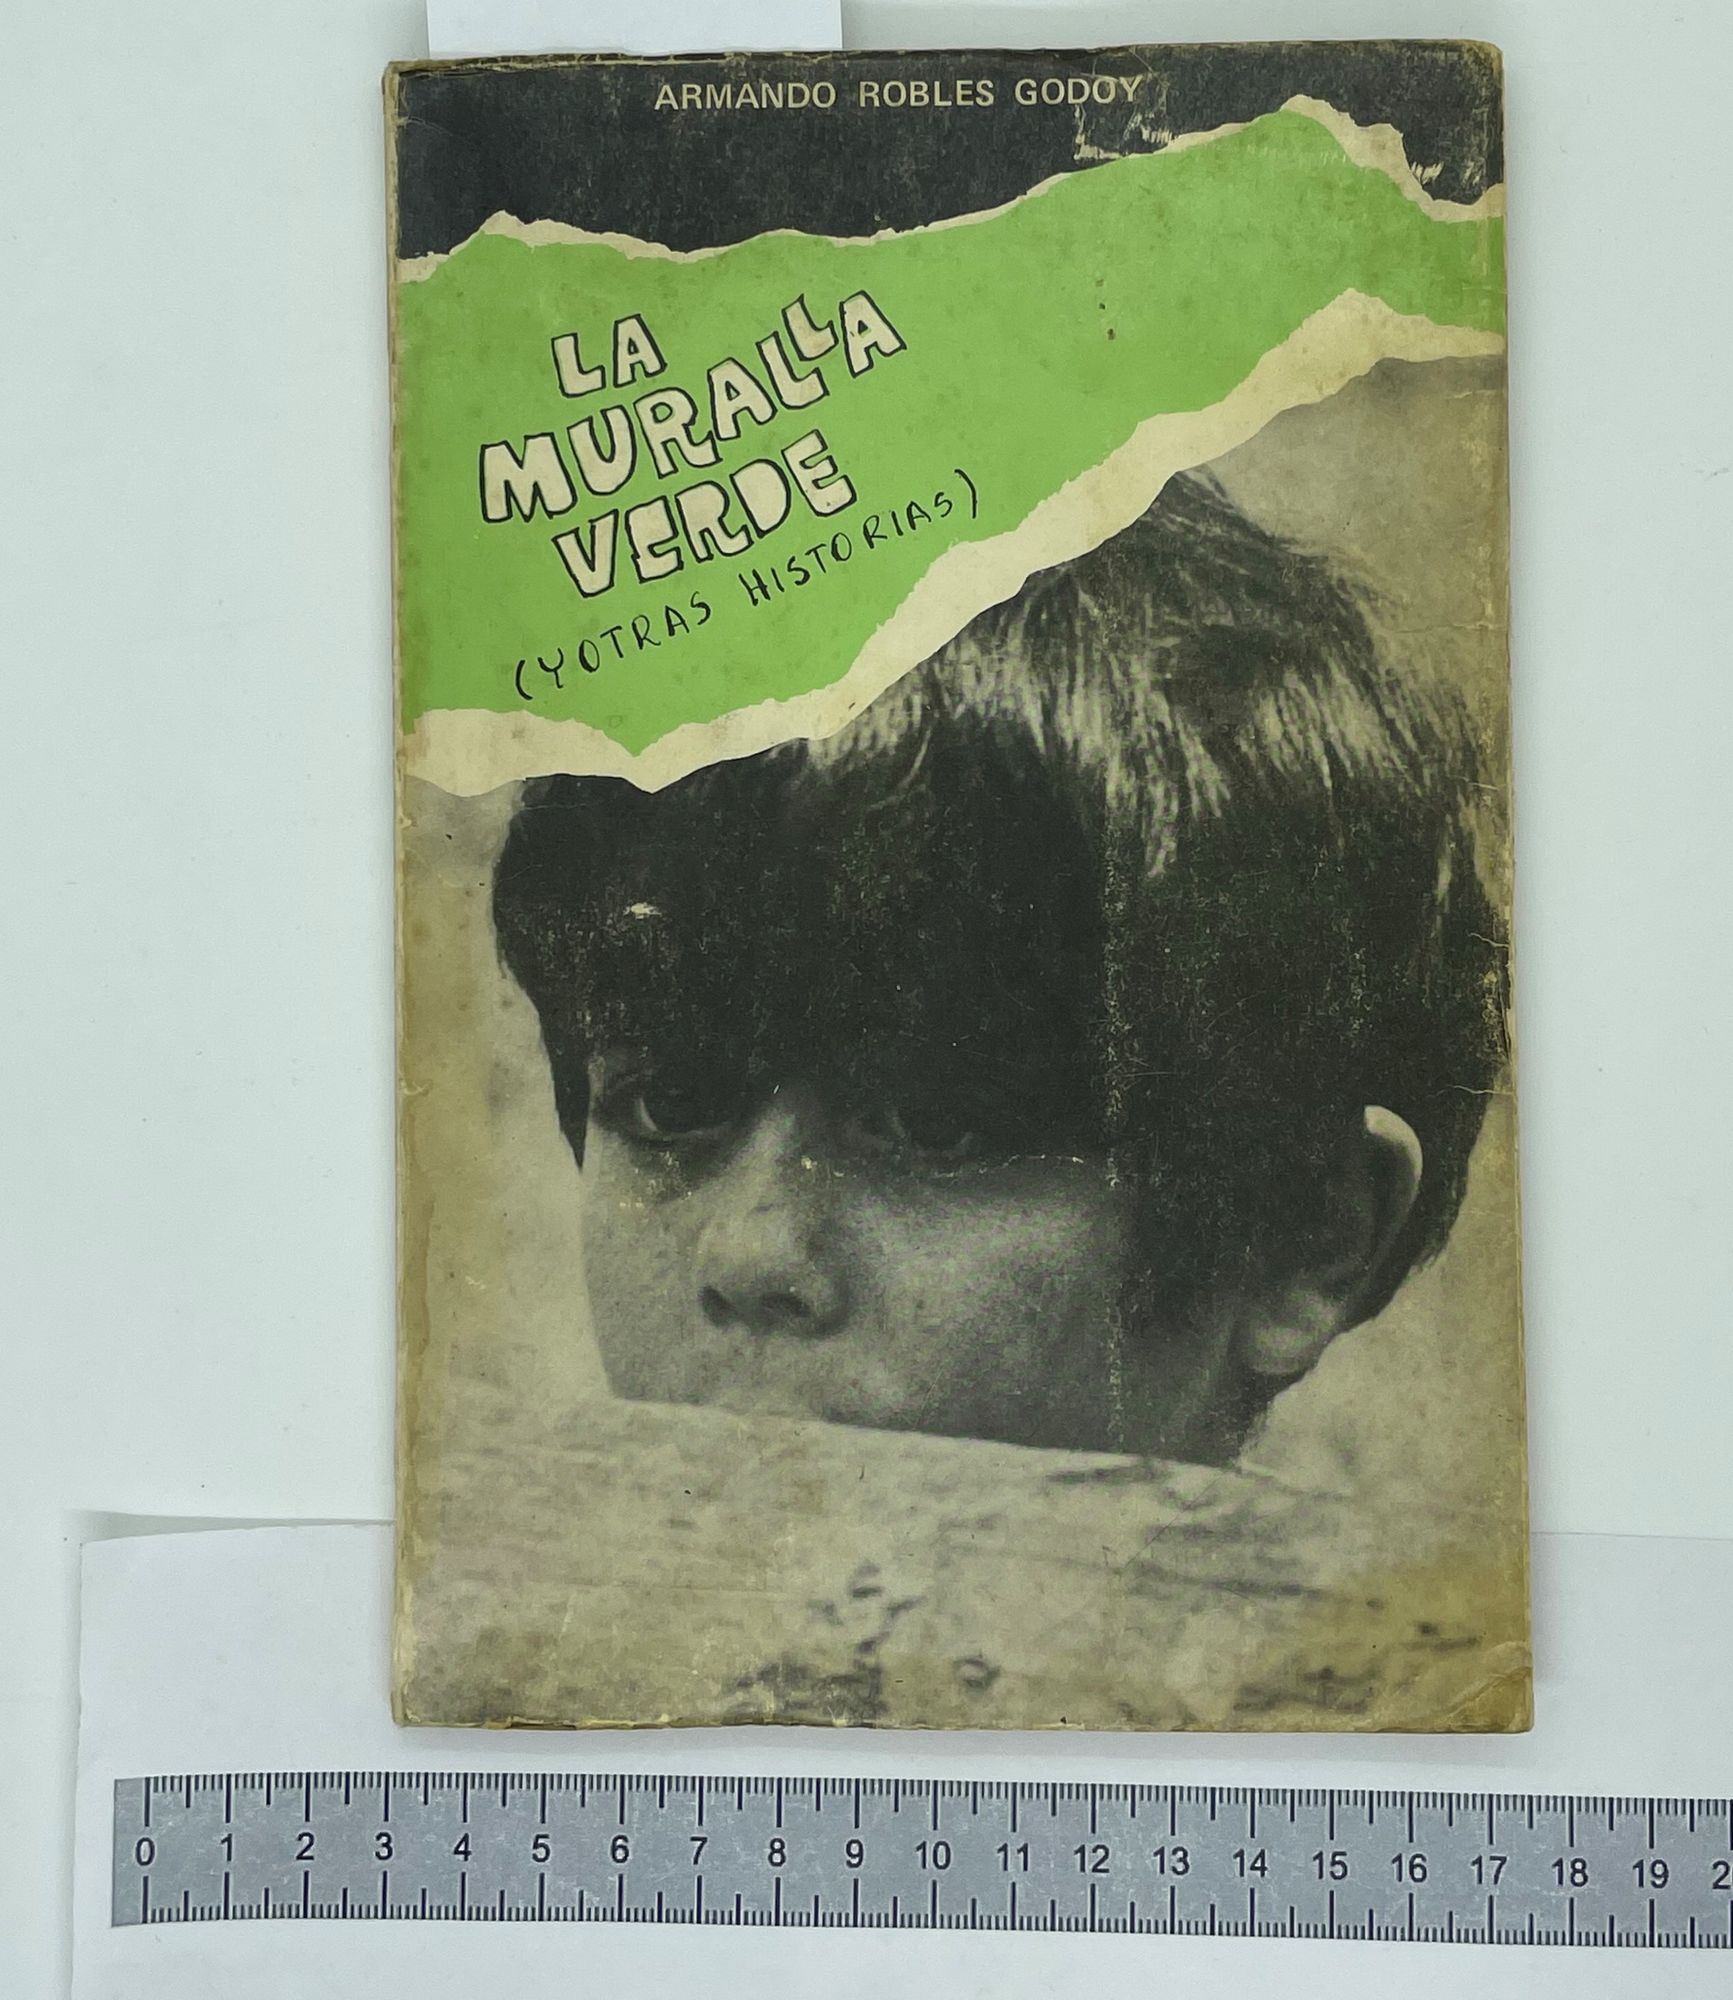 ARMANDO ROBLES GODOY
LA
MURALLA
VERDE
(YOTRAS HISTORIAS)
0 1 2 3 4 5 6 7 8 9 10 11 12 13 14 15 16 17 18 19 2